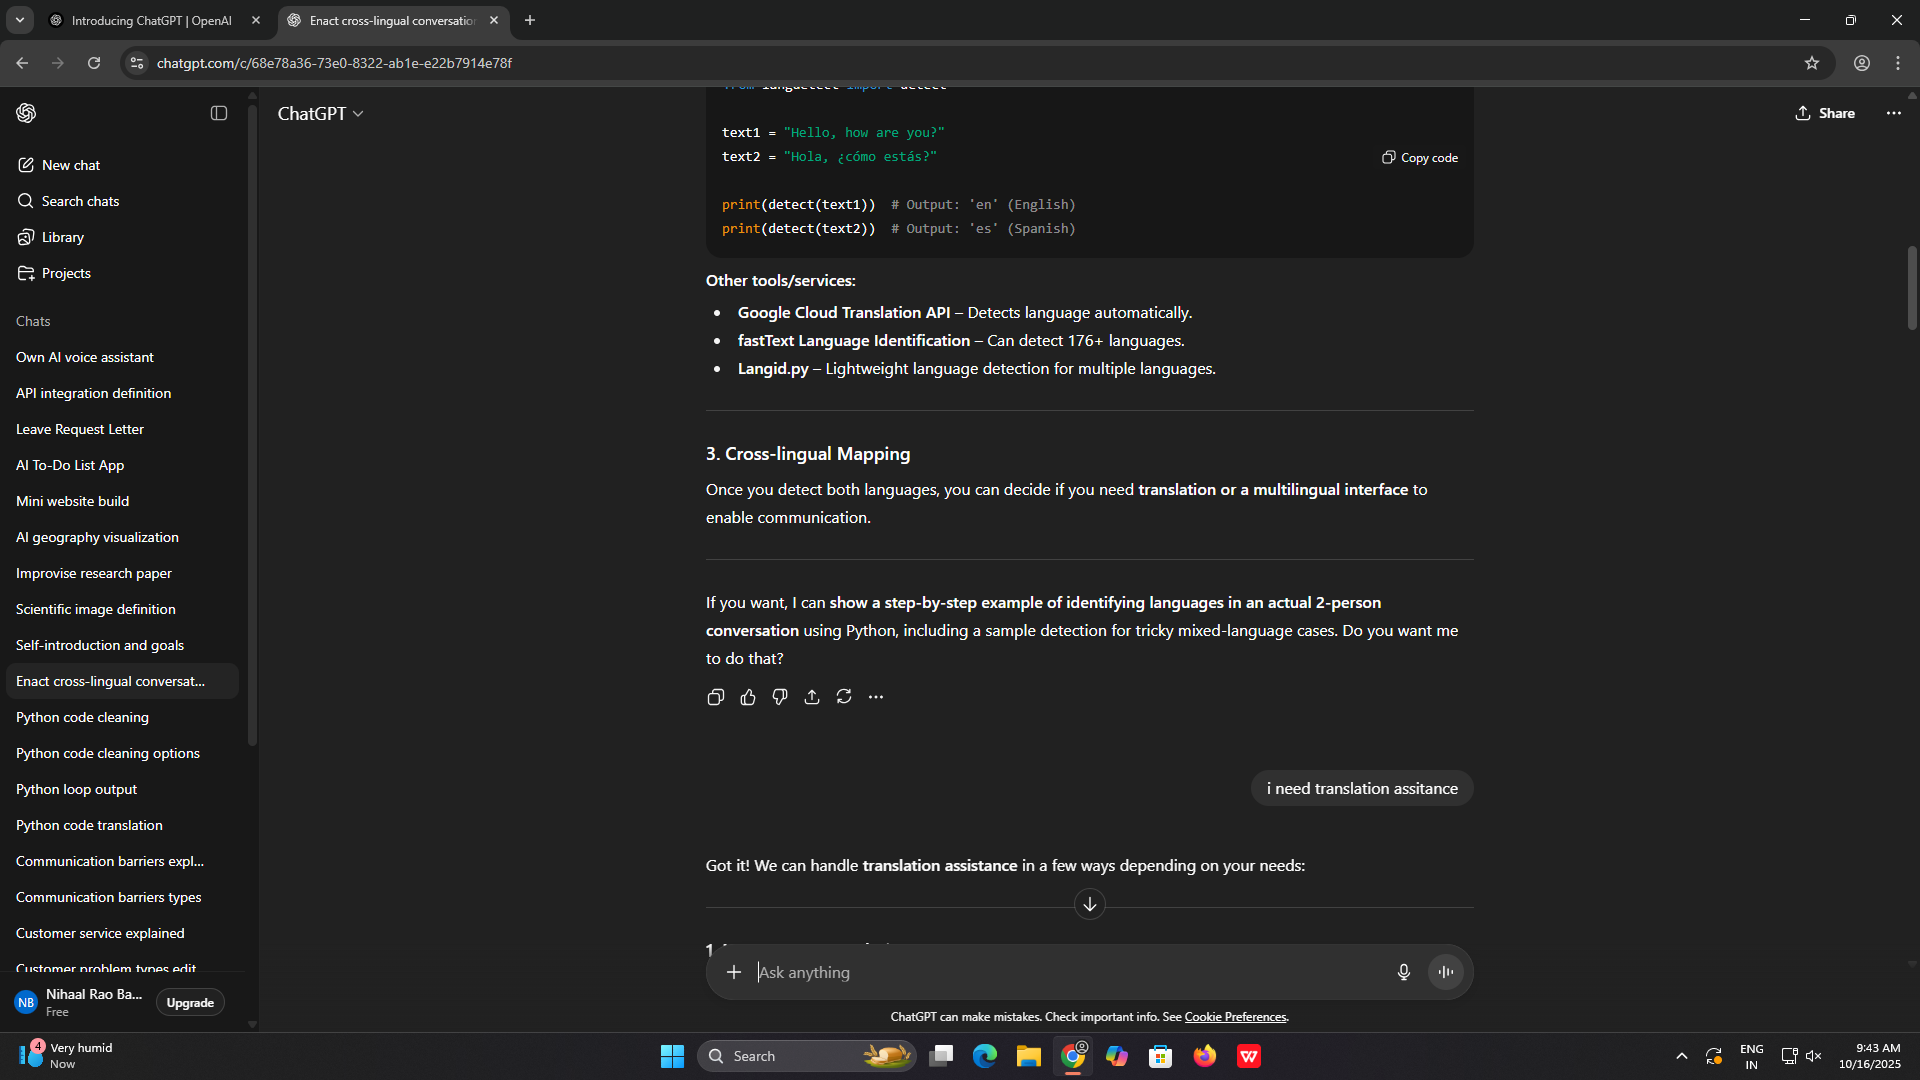 Introducing ChatGPT | OpenAI
Enact cross-lingual conversatio
chatgpt.com/c/68e78a36-73e0-8322-ab1e-e22b7914e78f
ChatGPT
Share
New chat
Search chats
Library
Projects
Chats
Own AI voice assistant
API integration definition
Leave Request Letter
AI To-Do List App
Mini website build
AI geography visualization
Improvise research paper
Scientific image definition
Self-introduction and goals
Enact cross-lingual conversat...
Python code cleaning
Python code cleaning options
Python loop output
Python code translation
Communication barriers expl...
Communication barriers types
Customer service explained
Customer problem types edit
NB
Nihaal Rao Ba...
Free
Upgrade
from langdetect import detect
text1 = "Hello, how are you?"
text2 = "Hola, ¿cómo estás?"
Copy code
print(detect(text1))  # Output: 'en' (English)
print(detect(text2))  # Output: 'es' (Spanish)
Other tools/services:
• Google Cloud Translation API – Detects language automatically.
• fastText Language Identification – Can detect 176+ languages.
• Langid.py – Lightweight language detection for multiple languages.
3. Cross-lingual Mapping
Once you detect both languages, you can decide if you need translation or a multilingual interface to
enable communication.
If you want, I can show a step-by-step example of identifying languages in an actual 2-person
conversation using Python, including a sample detection for tricky mixed-language cases. Do you want me
to do that?
i need translation assitance
Got it! We can handle translation assistance in a few ways depending on your needs:
1.
Ask anything
ChatGPT can make mistakes. Check important info. See Cookie Preferences.
4
Very humid
Now
Search
W
ENG
IN
9:43 AM
10/16/2025